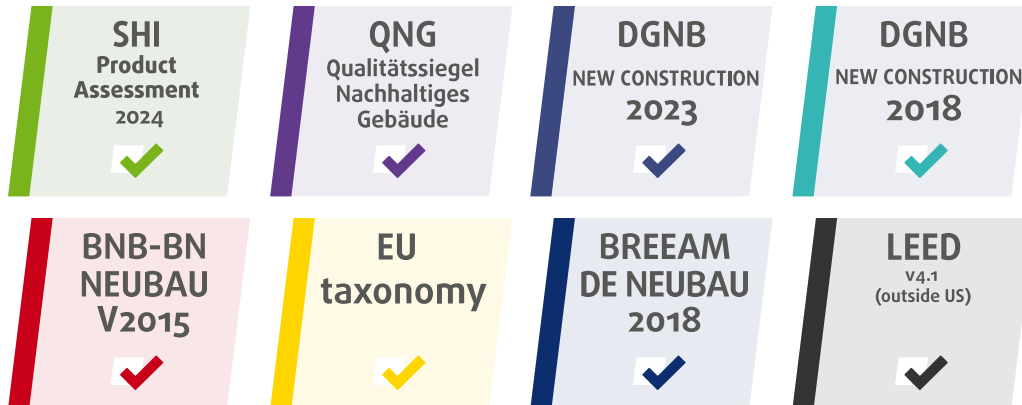 SHI
Product
Assessment
2024
QNG
Qualitätssiegel
Nachhaltiges
Gebäude
DGNB
NEW CONSTRUCTION
2023
DGNB
NEW CONSTRUCTION
2018
BNB-BN
NEUBAU
V2015
EU
taxonomy
BREEAM
DE NEUBAU
2018
LEED
v4.1
(outside US)